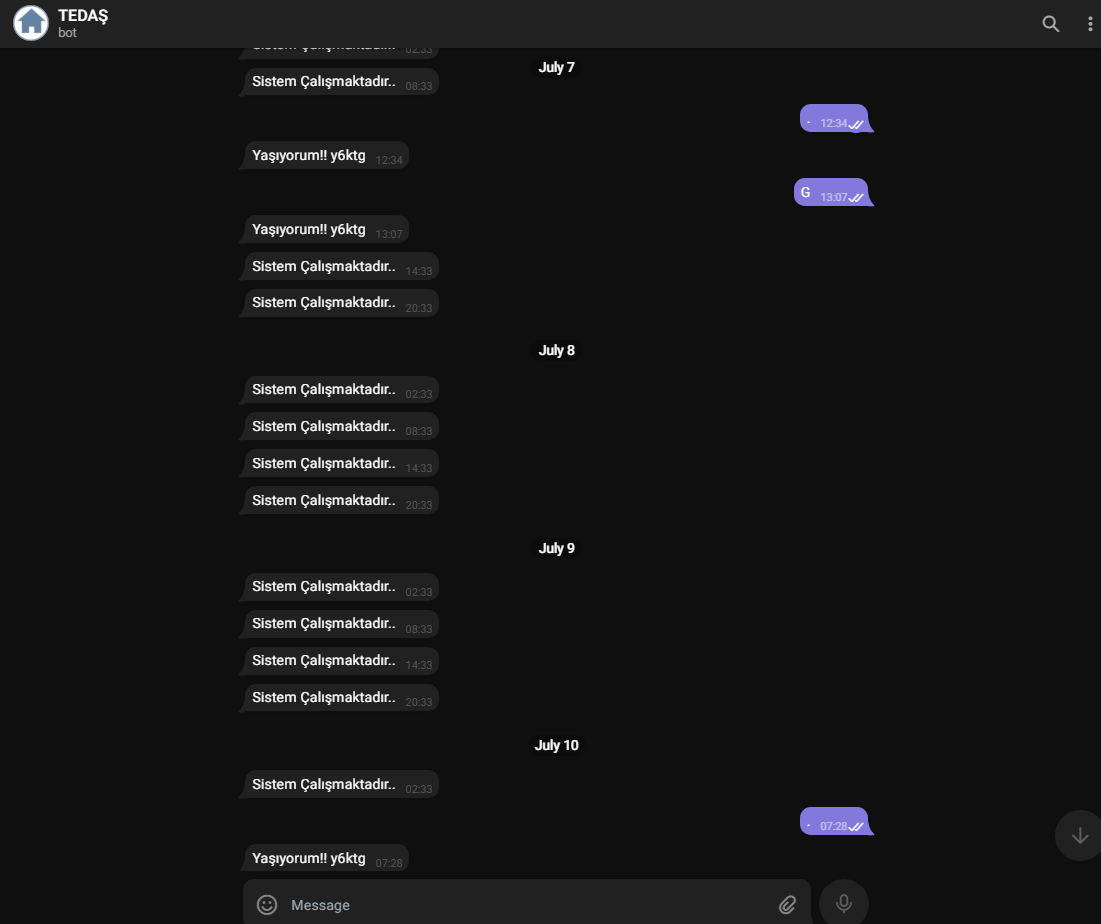 TEDAŞ
bot
Sistem Çalışmaktadır.. 02:33
July 7
Sistem Çalışmaktadır.. 08:33
. 12:34
Yaşıyorum!! y6ktg 12:34
G 13:07
Yaşıyorum!! y6ktg 13:07
Sistem Çalışmaktadır.. 14:33
Sistem Çalışmaktadır.. 20:33
July 8
Sistem Çalışmaktadır.. 02:33
Sistem Çalışmaktadır.. 08:33
Sistem Çalışmaktadır.. 14:33
Sistem Çalışmaktadır.. 20:33
July 9
Sistem Çalışmaktadır.. 02:33
Sistem Çalışmaktadır.. 08:33
Sistem Çalışmaktadır.. 14:33
Sistem Çalışmaktadır.. 20:33
July 10
Sistem Çalışmaktadır.. 02:33
. 07:28
Yaşıyorum!! y6ktg 07:28
Message